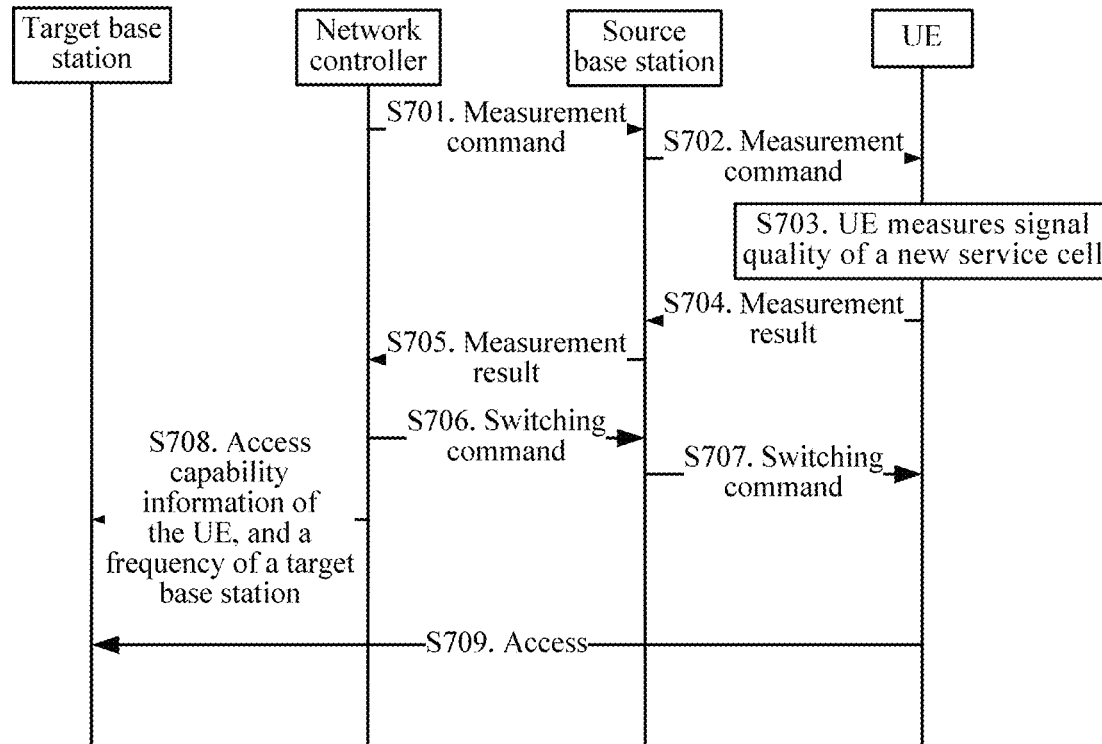 Target base
station
Network
controller
Source
base station
UE
S701. Measurement
command
S702. Measurement
command
S703. UE measures signal
quality of a new service cell
S704. Measurement
result
S705. Measurement
result
S706. Switching
command
S707. Switching
command
S708. Access
capability
information of
the UE, and a
frequency of a target
base station
S709. Access